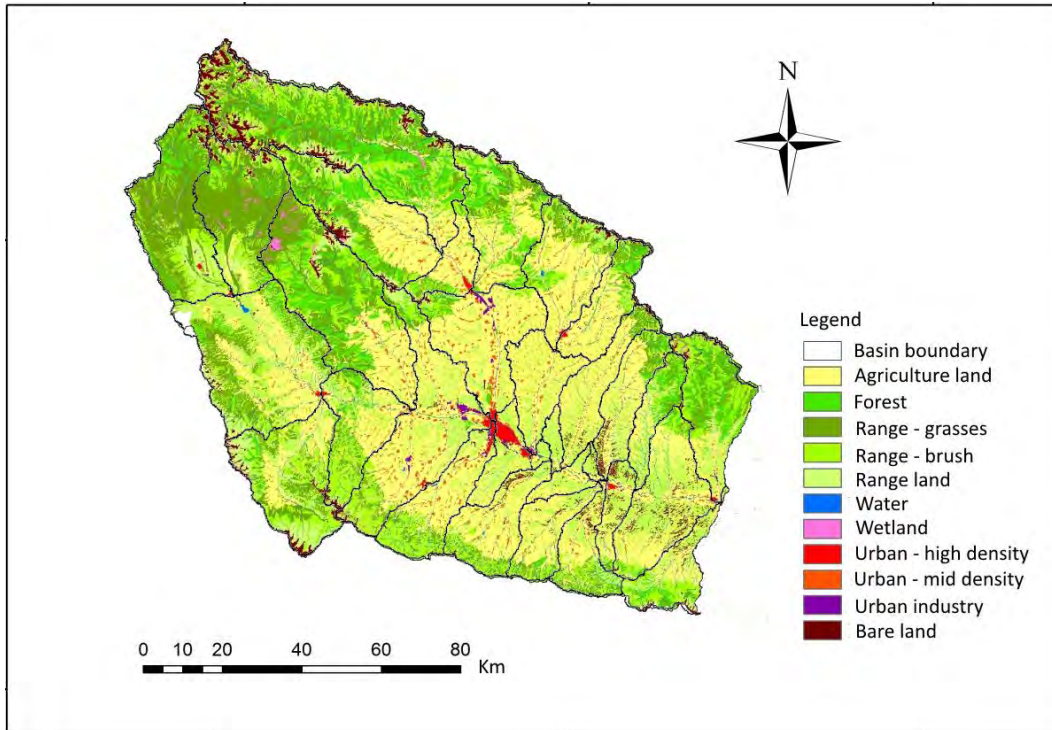 N
Legend
Basin boundary
Agriculture land
Forest
Range - grasses
Range - brush
Range land
Water
Wetland
Urban - high density
Urban - mid density
Urban industry
Bare land
0 10 20 40 60 80
Km